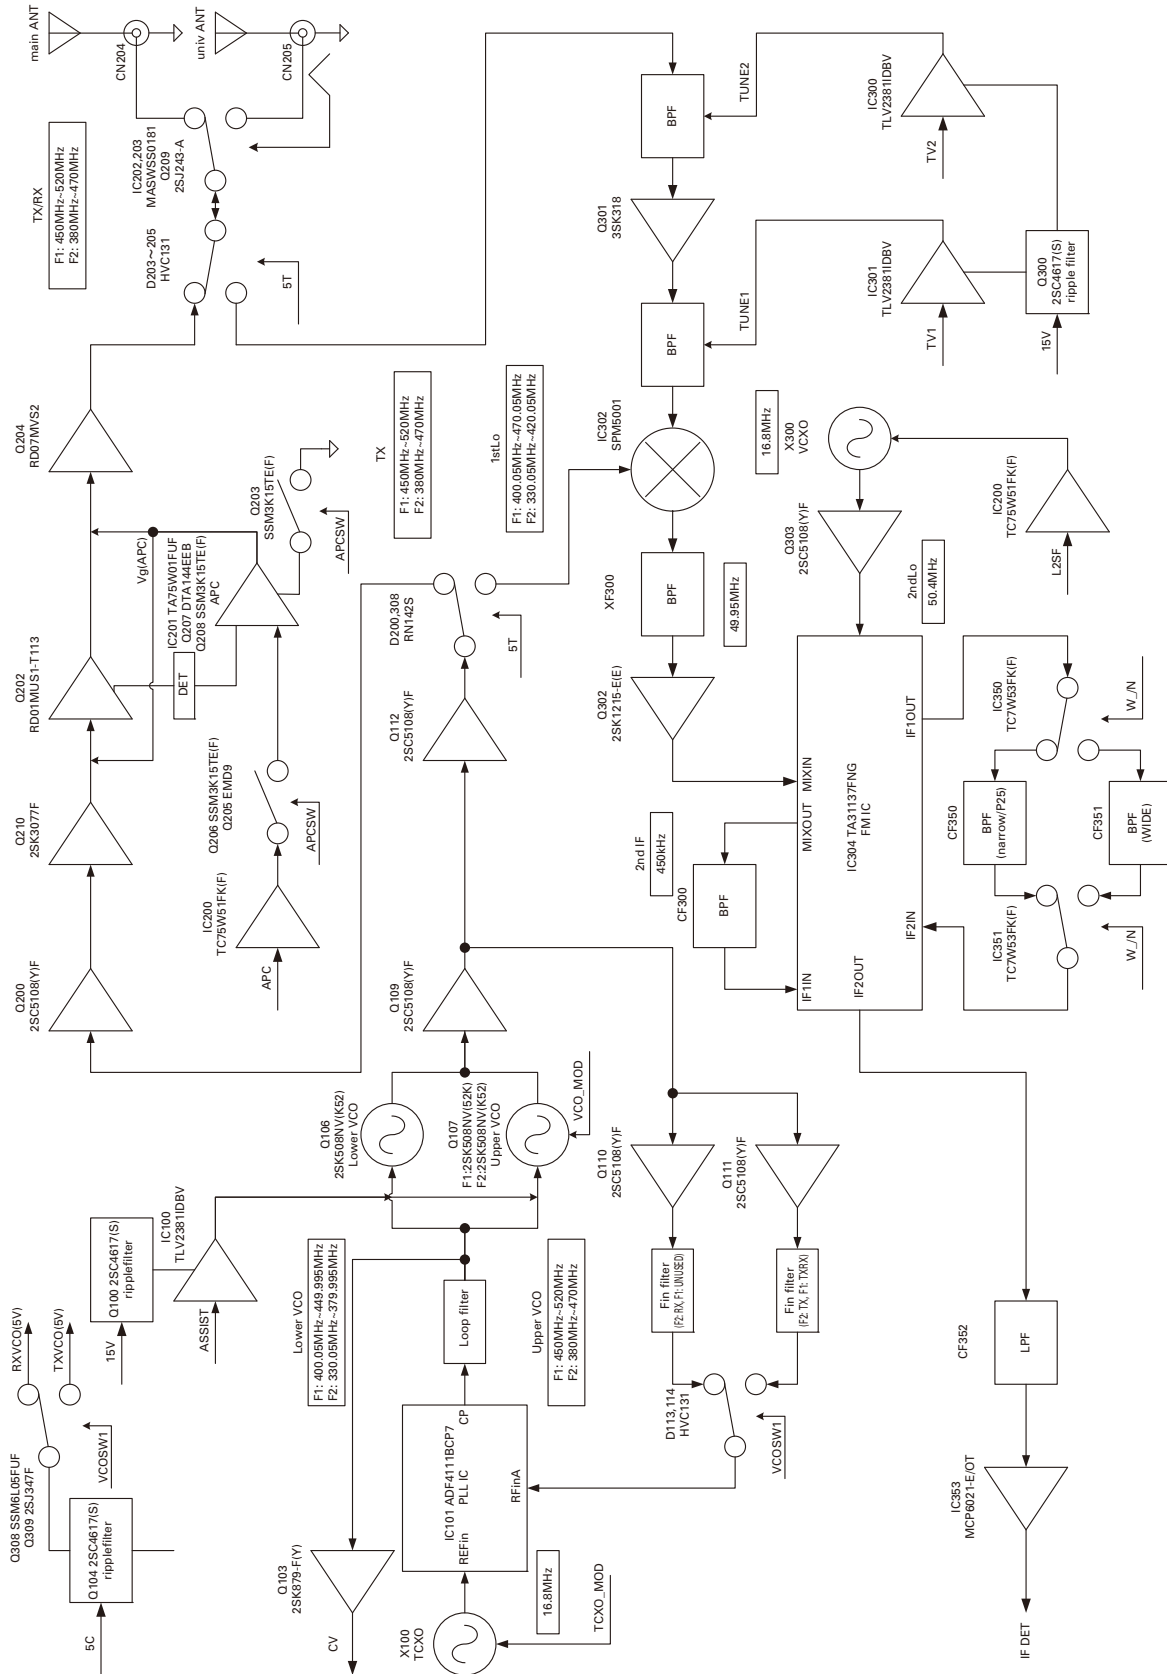 main ANT
CN204
univ ANT
CN205
TX/RX
F1: 450MHz~520MHz
F2: 380MHz~470MHz
IC202,203
MASWSS0181
Q209
2SJ243-A
D203~205
HVC131
5T
Q204
RD07MVS2
Q203
SSM3K15TE(F)
APCSW
Vg(APC)
IC201 TA75W01FUF
Q207 DTA144EEB
Q208 SSM3K15TE(F)
APC
DET
Q202
RD01MUS1-T113
Q210
2SK3077F
Q206 SSM3K15TE(F)
Q205 EMD9
APCSW
IC200
TC75W51FK(F)
APC
Q200
2SC5108(Y)F
TX
F1: 450MHz~520MHz
F2: 380MHz~470MHz
1stLo
F1: 400.05MHz~470.05MHz
F2: 330.05MHz~420.05MHz
D200,308
RN142S
5T
Q112
2SC5108(Y)F
Q109
2SC5108(Y)F
Q106
2SK508NV(K52)
Lower VCO
Q107
F1:2SK508NV(52K)
F2:2SK508NV(K52)
Upper VCO
VCO_MOD
Q110
2SC5108(Y)F
Q111
2SC5108(Y)F
Fin filter
(F2: RX, F1: UNUSED)
Fin filter
(F2: TX, F1: TXRX)
D113,114
HVC131
VCOSW1
Lower VCO
F1: 400.05MHz~449.995MHz
F2: 330.05MHz~379.995MHz
Loop filter
Upper VCO
F1: 450MHz~520MHz
F2: 380MHz~470MHz
CP
IC101 ADF4111BCP7
PLL IC
REFin
RFinA
Q103
2SK879-F(Y)
CV
X100
TCXO
16.8MHz
TCXO_MOD
15V
Q100 2SC4617(S)
ripplefilter
IC100
TLV2381IDBV
ASSIST
RXVCO(5V)
TXVCO(5V)
VCOSW1
Q308 SSM6L05FUF
Q309 2SJ347F
Q104 2SC4617(S)
ripplefilter
5C
BPF
TUNE2
IC300
TLV2381IDBV
TV2
Q301
3SK318
BPF
TUNE1
IC301
TLV2381IDBV
TV1
Q300
2SC4617(S)
ripple filter
15V
IC302
SPM5001
16.8MHz
X300
VCXO
IC200
TC75W51FK(F)
L2SF
Q303
2SC5108(Y)F
2ndLo
50.4MHz
XF300
BPF
49.95MHz
Q302
2SK1215-E(E)
2nd IF
450kHz
CF300
BPF
MIXIN
MIXOUT
IC304 TA31137FNG
FM IC
IF1OUT
IF1IN
IF2OUT
IF2IN
IC350
TC7W53FK(F)
W_/N
CF350
BPF
(narrow/P25)
CF351
BPF
(WIDE)
IC351
TC7W53FK(F)
W_/N
CF352
LPF
IC353
MCP6021-E/OT
IF DET